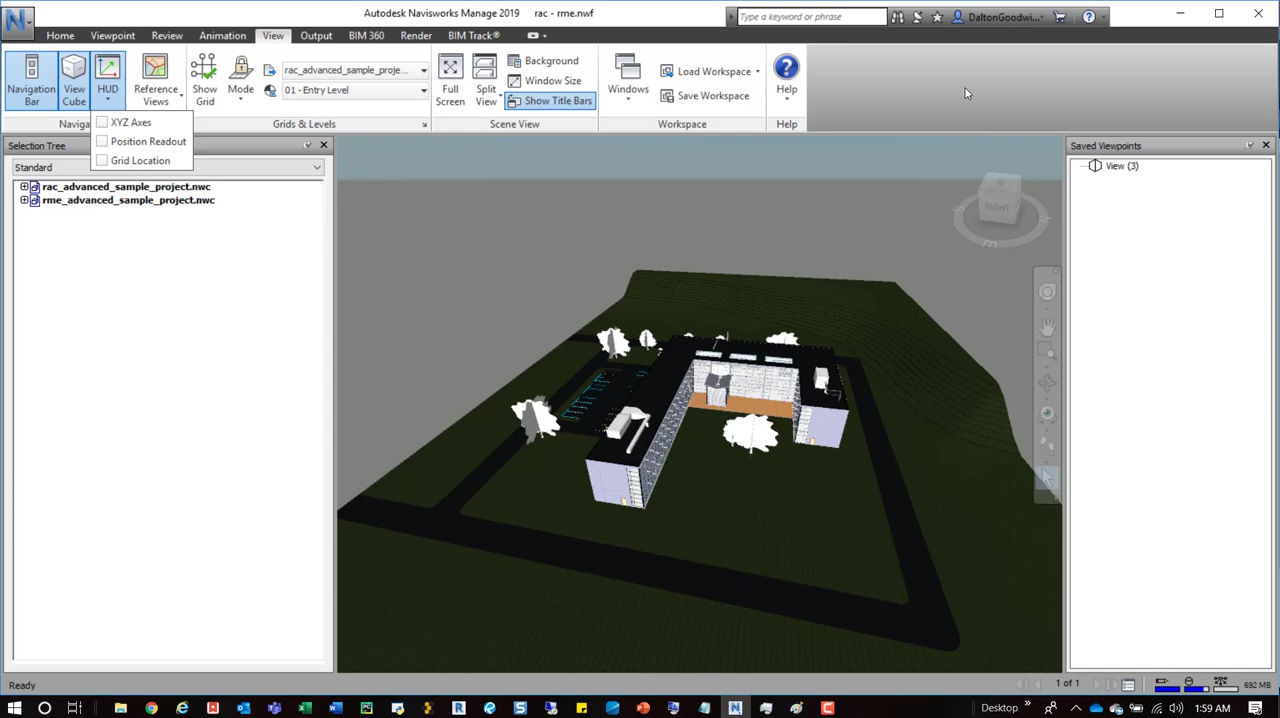 Autodesk Navisworks Manage 2019 rac - rme.nwf
Type a keyword or phrase
DaltonGoodwi...
Home Viewpoint Review Animation View Output BIM 360 Render BIM Track®
Navigation Bar
View Cube
HUD
Reference Views
Show Grid
Mode
rac_advanced_sample_proje...
01 - Entry Level
Full Screen
Split View
Background
Window Size
Show Title Bars
Windows
Load Workspace
Save Workspace
Help
Naviga
Grids & Levels
Scene View
Workspace
Help
XYZ Axes
Position Readout
Grid Location
Selection Tree
Standard
rac_advanced_sample_project.nwc
rme_advanced_sample_project.nwc
RIGHT
Saved Viewpoints
View (3)
Ready
1 of 1
692 MB
Desktop
1:59 AM